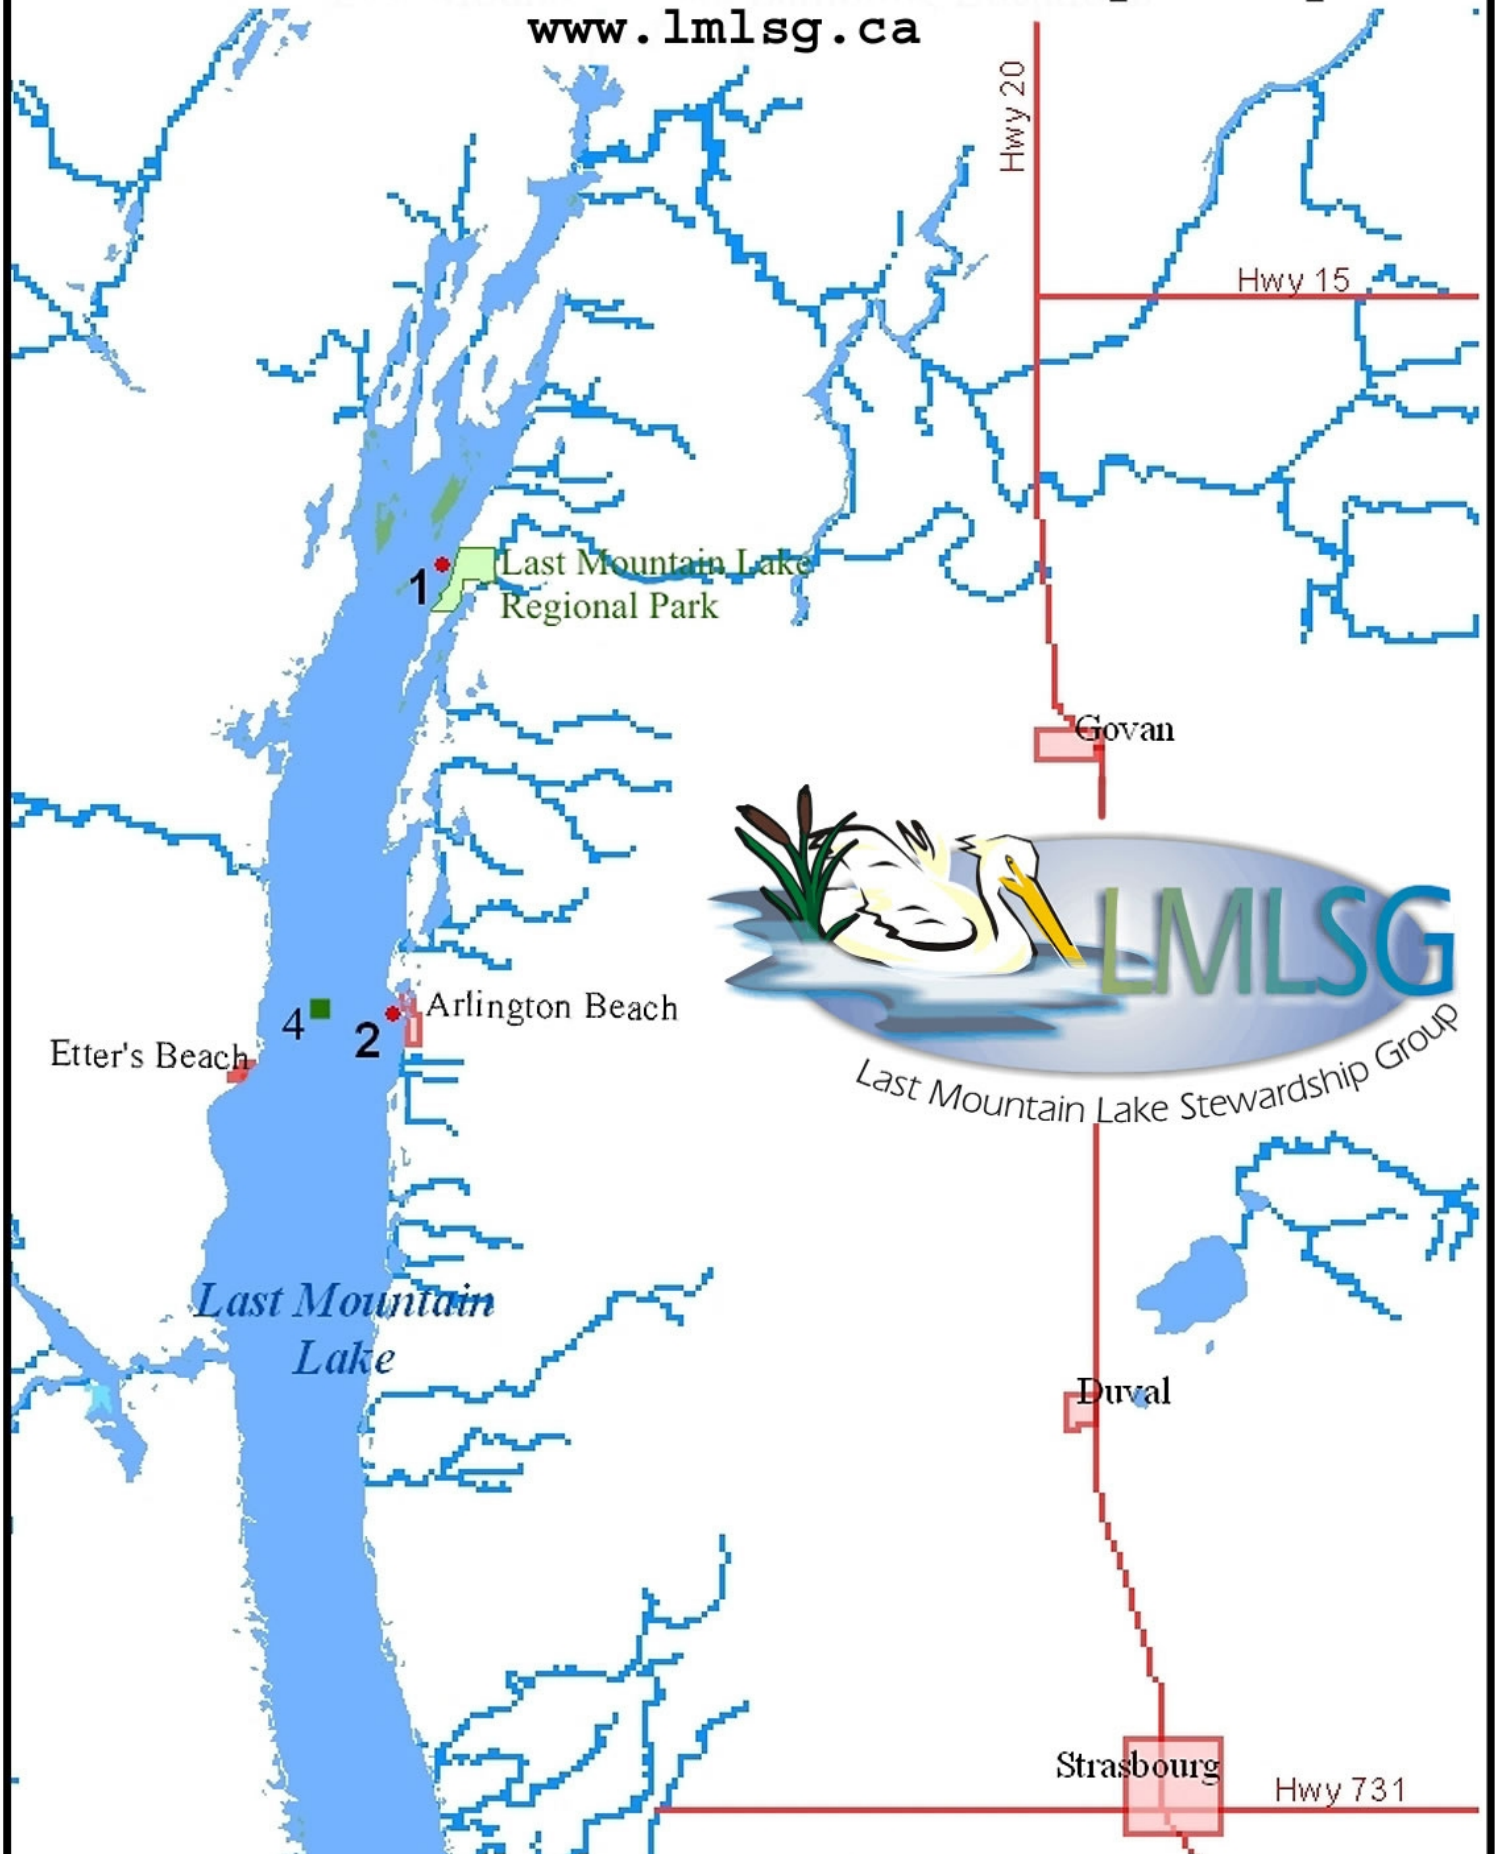 www.lmlsg.ca
Hwy 20
Hwy 15
1
Last Mountain Lake
Regional Park
Govan
LMLSG
Last Mountain Lake Stewardship Group
4
2
Arlington Beach
Etter's Beach
Last Mountain
Lake
Duval
Strasbourg
Hwy 731